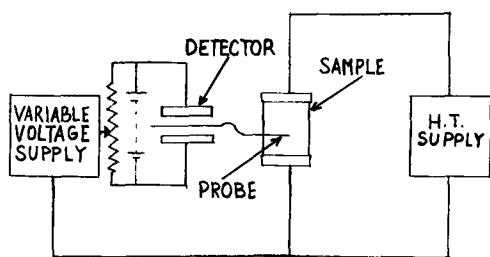 DETECTOR
SAMPLE
VARIABLE
VOLTAGE
SUPPLY
H.T.
SUPPLY
PROBE